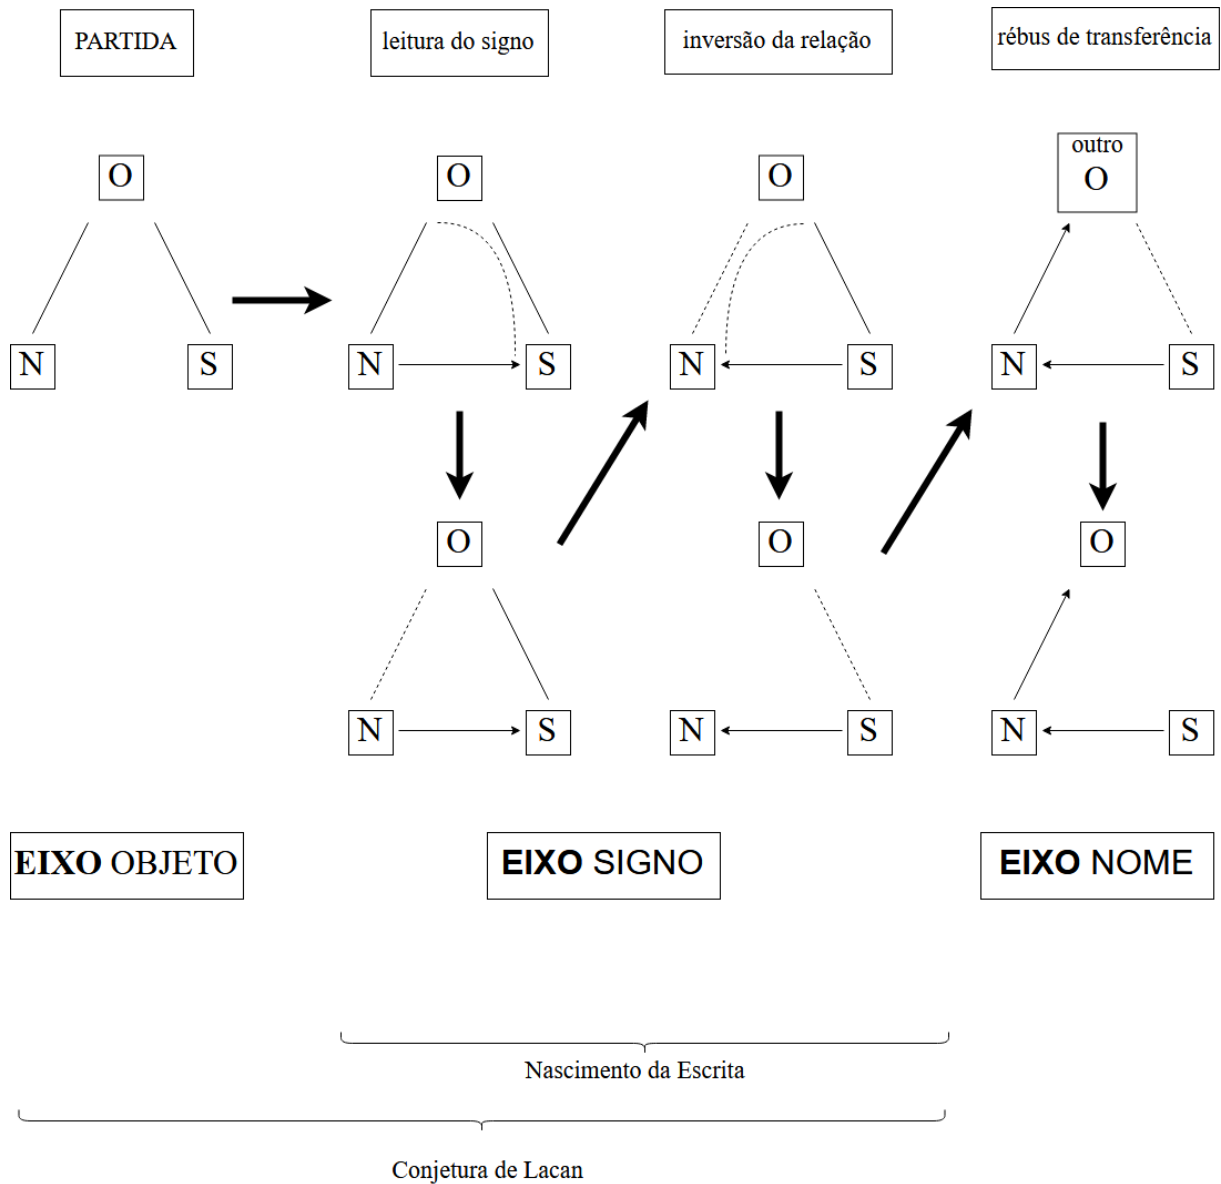 PARTIDA
leitura do signo
inversão da relação
rébus de transferência
O
O
O
outro
O
N
S
N
S
N
S
N
S
O
O
O
N
S
N
S
N
S
EIXO OBJETO
EIXO SIGNO
EIXO NOME
Nascimento da Escrita
Conjetura de Lacan